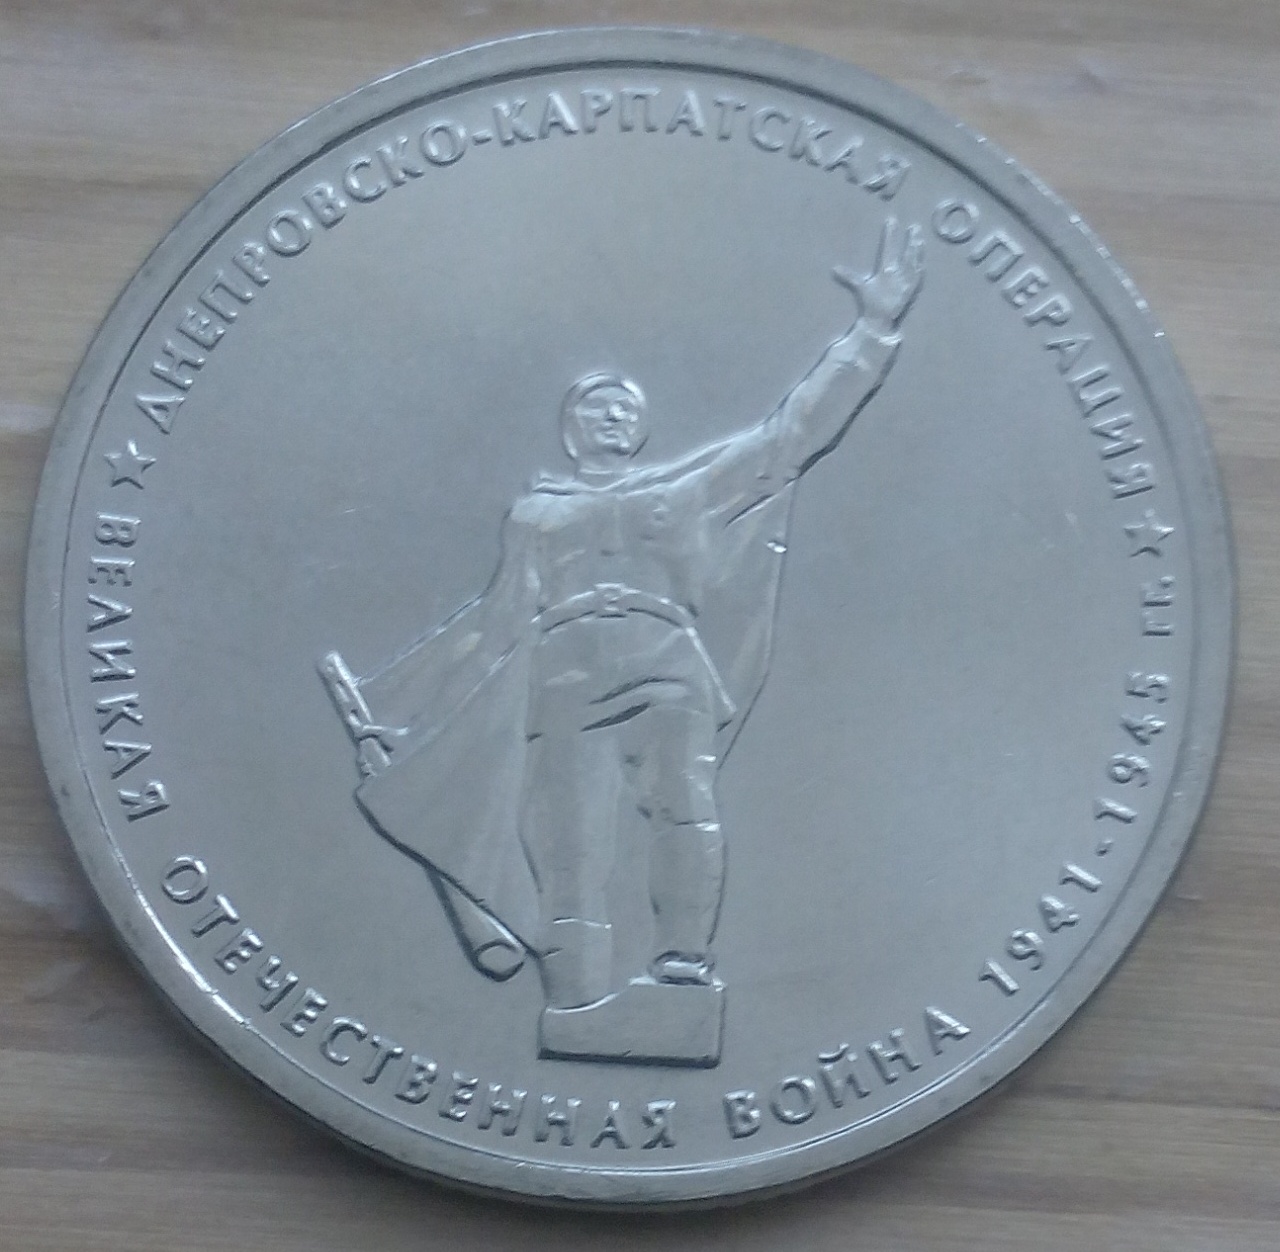 ДНЕПРОВСКО-КАРПАТСКАЯ ОПЕРАЦИЯ
ВЕЛИКАЯ ОТЕЧЕСТВЕННАЯ ВОЙНА 1941-1945 ГГ.